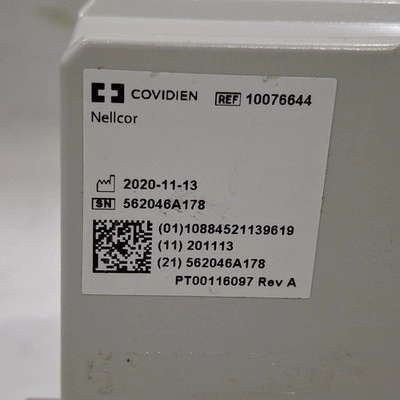 COVIDIEN REF 10076644
Nellcor
2020-11-13
SN 562046A178
(01)10884521139619
(11) 201113
(21) 562046A178
PT00116097 Rev A